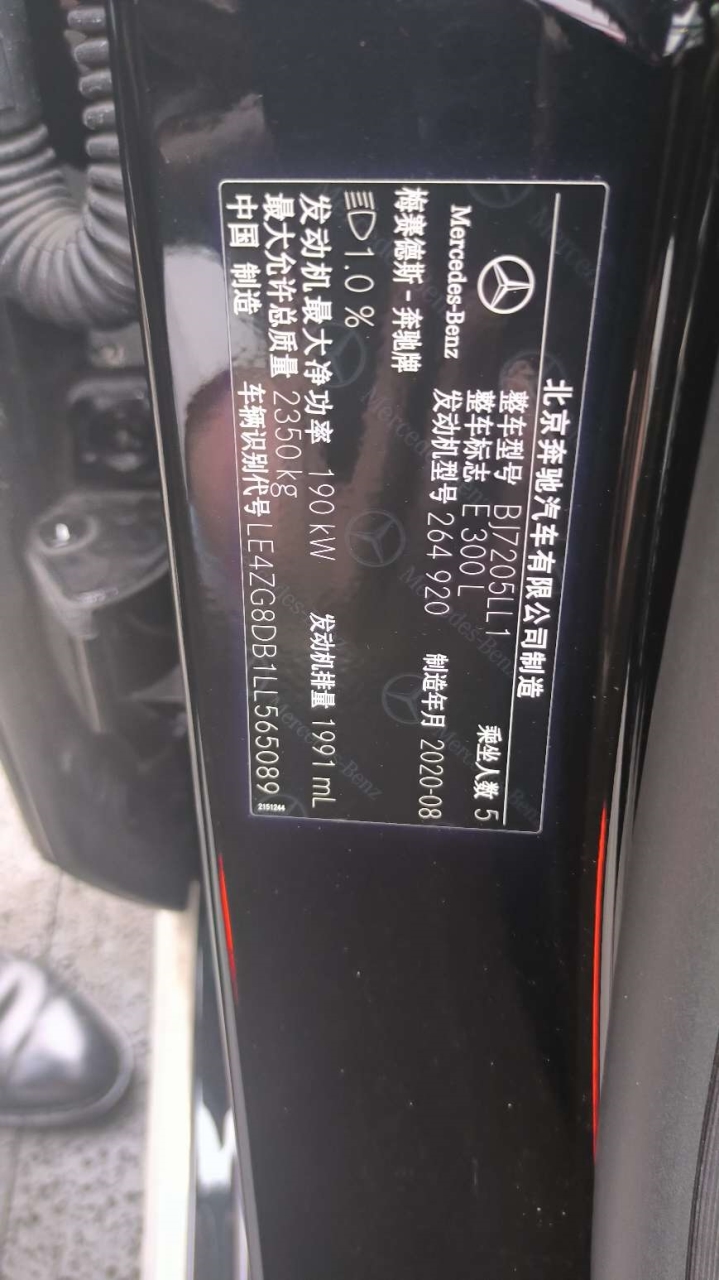 北京奔驰汽车有限公司制造
Mercedes-Benz
整车型号 BJ7205LL1
乘坐人数 5
整车标志 E 300 L
梅赛德斯-奔驰牌
发动机型号 264 920
制造年月 2020-08
1.0 %
发动机最大净功率 190 kW
发动机排量 1991 mL
最大允许总质量 2350 kg
中国 制造
车辆识别代号 LE4ZG8DB1LL565089
2151244